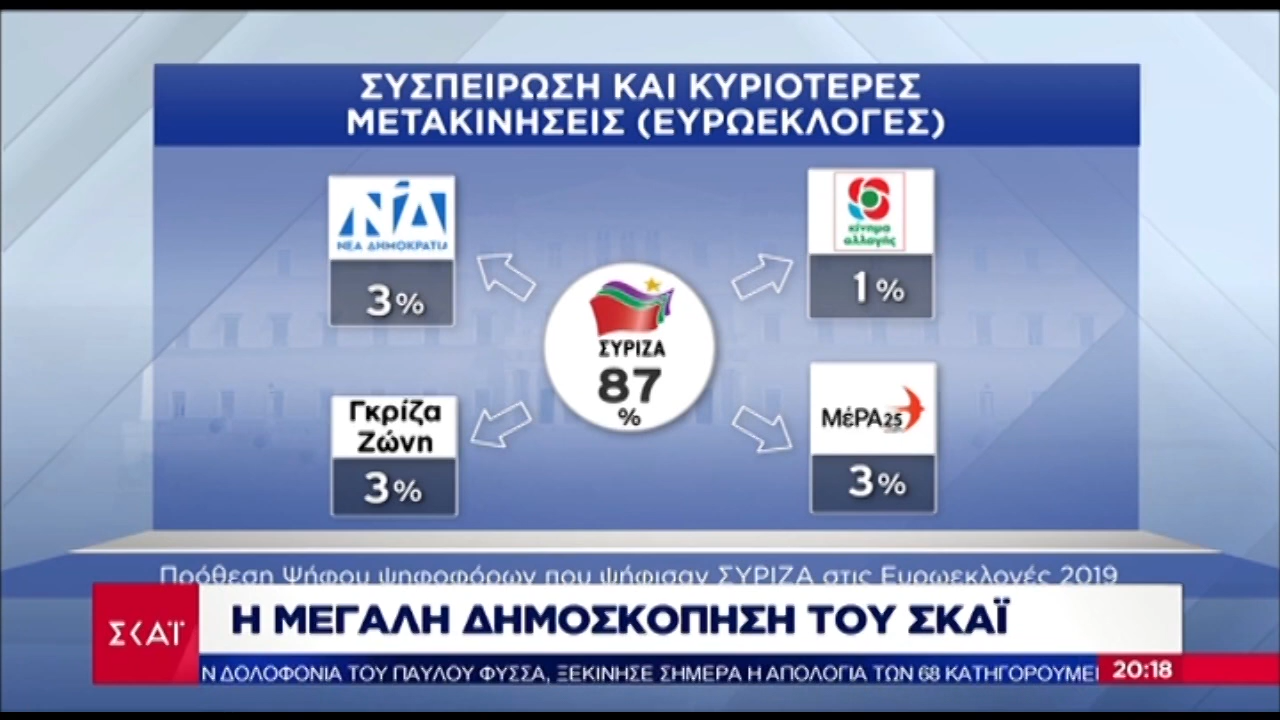 ΣΥΣΠΕΙΡΩΣΗ ΚΑΙ ΚΥΡΙΟΤΕΡΕΣ
ΜΕΤΑΚΙΝΗΣΕΙΣ (ΕΥΡΩΕΚΛΟΓΕΣ)
ΝΔ
ΝΕΑ ΔΗΜΟΚΡΑΤΙΑ
3%
κίνημα
αλλαγής
1%
ΣΥΡΙΖΑ
87
%
Γκρίζα
Ζώνη
3%
ΜέΡΑ25
3%
Πρόθεση Ψήφου ψηφοφόρων που ψήφισαν ΣΥΡΙΖΑ στις Ευρωεκλογές 2019
ΣΚΑΪ
Η ΜΕΓΑΛΗ ΔΗΜΟΣΚΟΠΗΣΗ ΤΟΥ ΣΚΑΪ
Ν ΔΟΛΟΦΟΝΙΑ ΤΟΥ ΠΑΥΛΟΥ ΦΥΣΣΑ, ΞΕΚΙΝΗΣΕ ΣΗΜΕΡΑ Η ΑΠΟΛΟΓΙΑ ΤΩΝ 68 ΚΑΤΗΓΟΡΟΥΜΕΝ
20:18